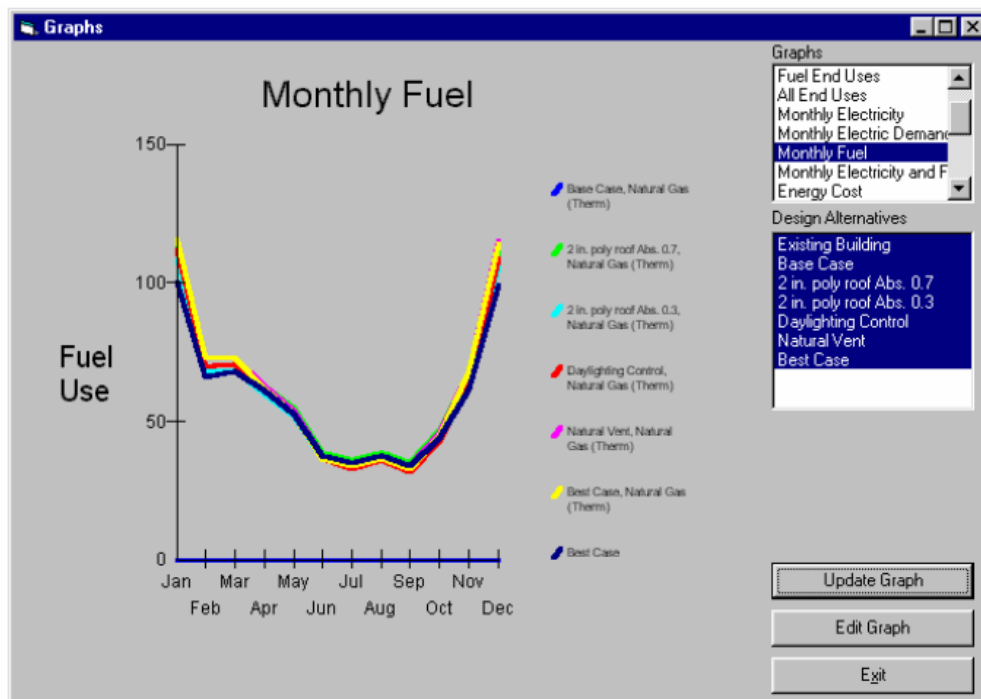 Graphs
Monthly Fuel
150
100
50
0
Fuel
Use
Jan
Mar
May
Jul
Sep
Nov
Feb
Apr
Jun
Aug
Oct
Dec
Base Case, Natural Gas
(Therm)
2 in. poly roof Abs. 0.7,
Natural Gas (Therm)
2 in. poly roof Abs. 0.3,
Natural Gas (Therm)
Daylighting Control,
Natural Gas (Therm)
Natural Vent, Natural
Gas (Therm)
Best Case, Natural Gas
(Therm)
Best Case
Graphs
Fuel End Uses
All End Uses
Monthly Electricity
Monthly Electric Deman
Monthly Fuel
Monthly Electricity and F
Energy Cost
Design Alternatives
Existing Building
Base Case
2 in. poly roof Abs. 0.7
2 in. poly roof Abs. 0.3
Daylighting Control
Natural Vent
Best Case
Update Graph
Edit Graph
Exit